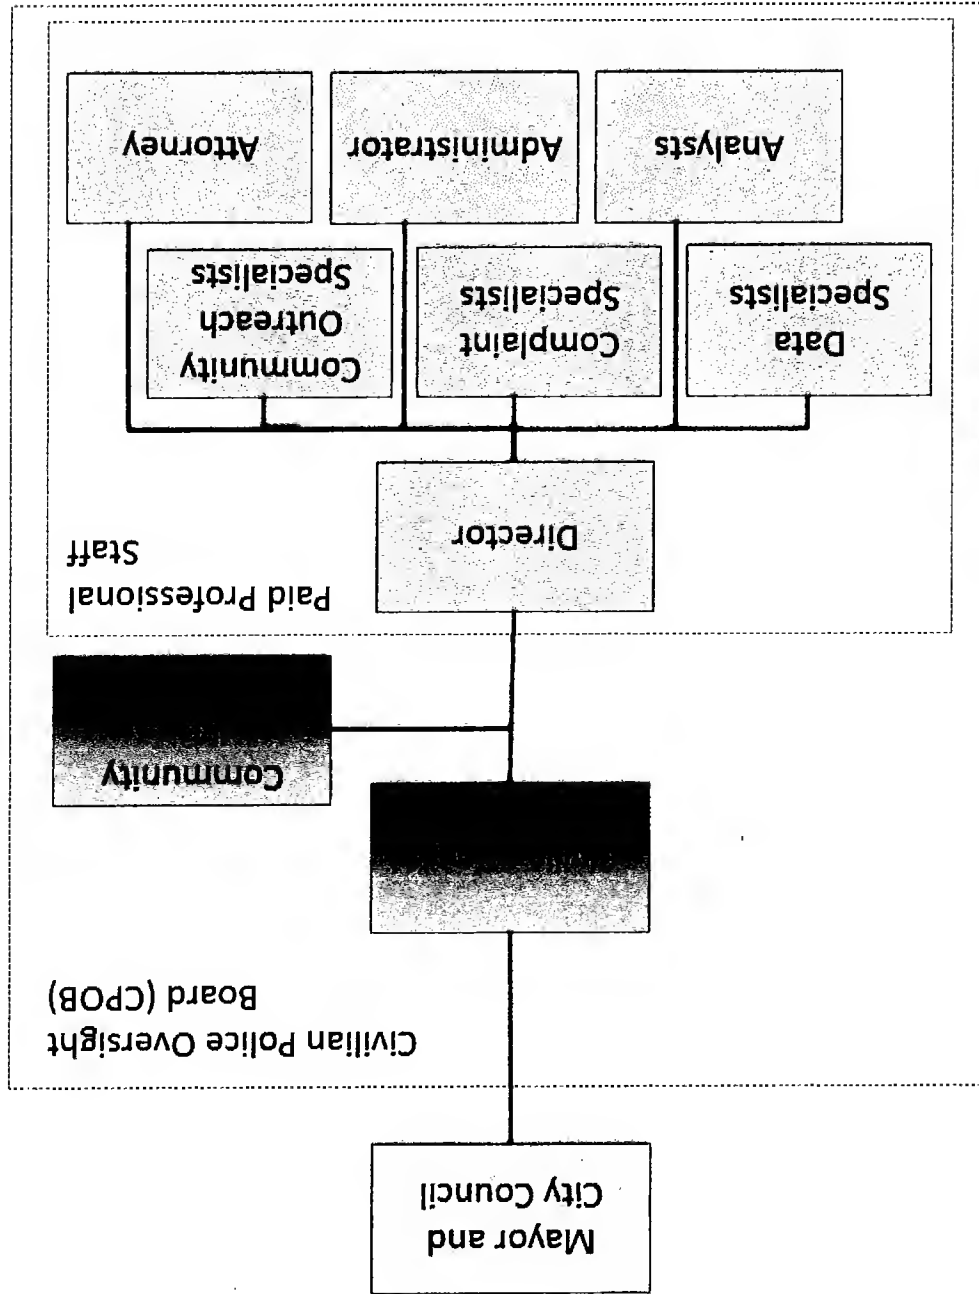 Mayor and
City Council
Civilian Police Oversight
Board (CPOB)
Community
Paid Professional
Staff
Director
Data
Specialists
Complaint
Specialists
Community
Outreach
Specialists
Analysts
Administrator
Attorney